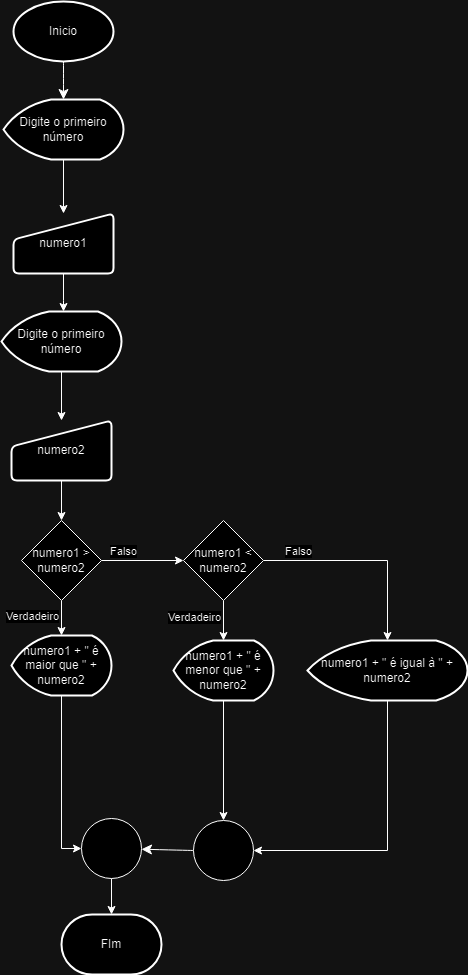 Inicio
Digite o primeiro
número
numero1
Digite o primeiro
número
numero2
numero1 >
numero2
Falso
numero1 <
numero2
Falso
Verdadeiro
Verdadeiro
numero1 + " é
maior que " +
numero2
numero1 + " é
menor que " +
numero2
numero1 + " é igual à " +
numero2
FIm